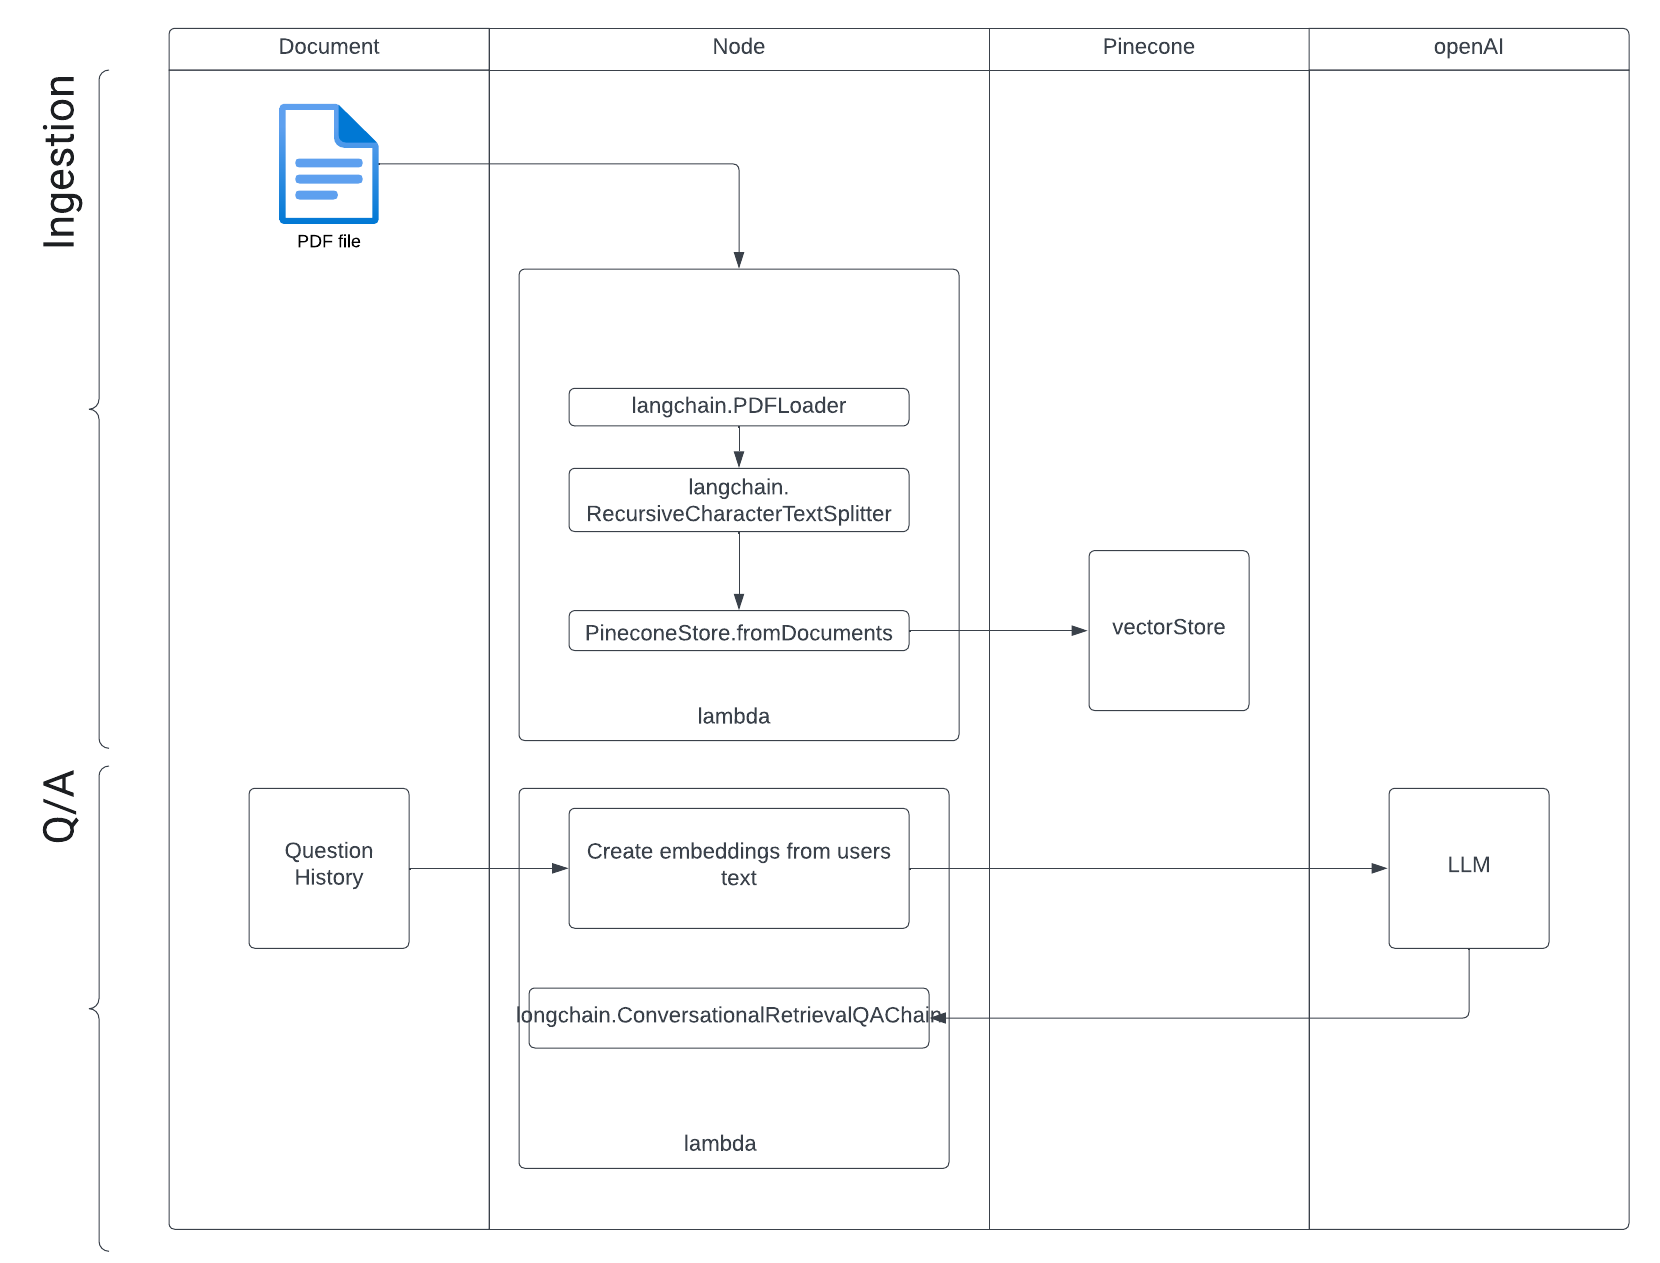 Document
Node
Pinecone
openAI
Ingestion
PDF file
langchain.PDFLoader
langchain.
RecursiveCharacterTextSplitter
PineconeStore.fromDocuments
vectorStore
lambda
Q/A
Question
History
Create embeddings from users
text
LLM
longchain.ConversationalRetrievalQAChain
lambda